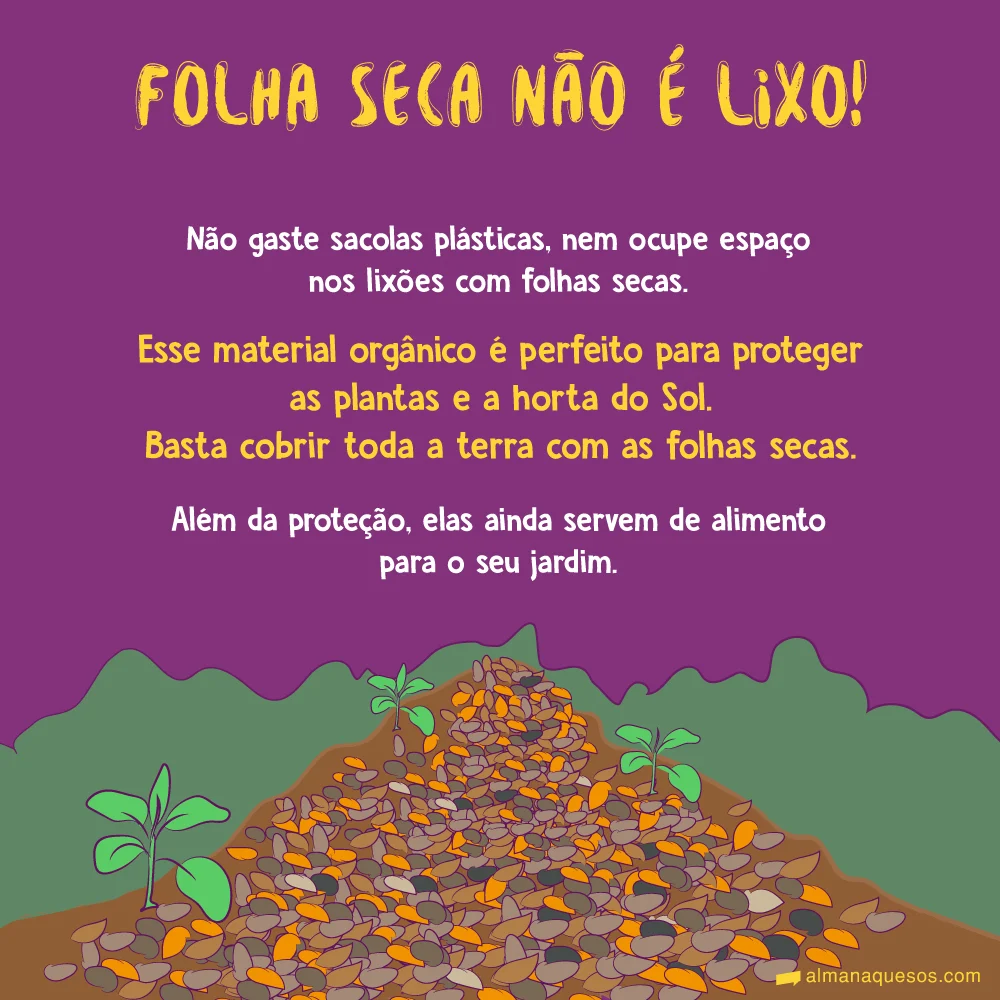 FOLHA SECA NÃO É LiXO!
Não gaste sacolas plásticas, nem ocupe espaço
nos lixões com folhas secas.
Esse material orgânico é perfeito para proteger
as plantas e a horta do Sol.
Basta cobrir toda a terra com as folhas secas.
Além da proteção, elas ainda servem de alimento
para o seu jardim.
almanaquesos.com